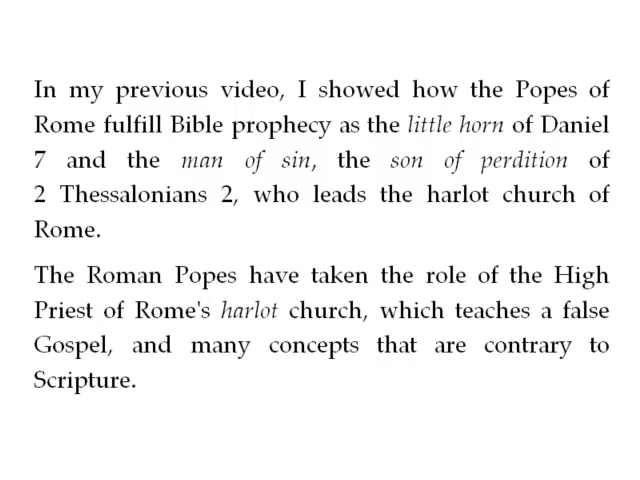 In my previous video, I showed how the Popes of
Rome fulfill Bible prophecy as the little horn of Daniel
7 and the man of sin, the son of perdition of
2 Thessalonians 2, who leads the harlot church of
Rome.
The Roman Popes have taken the role of the High
Priest of Rome's harlot church, which teaches a false
Gospel, and many concepts that are contrary to
Scripture.